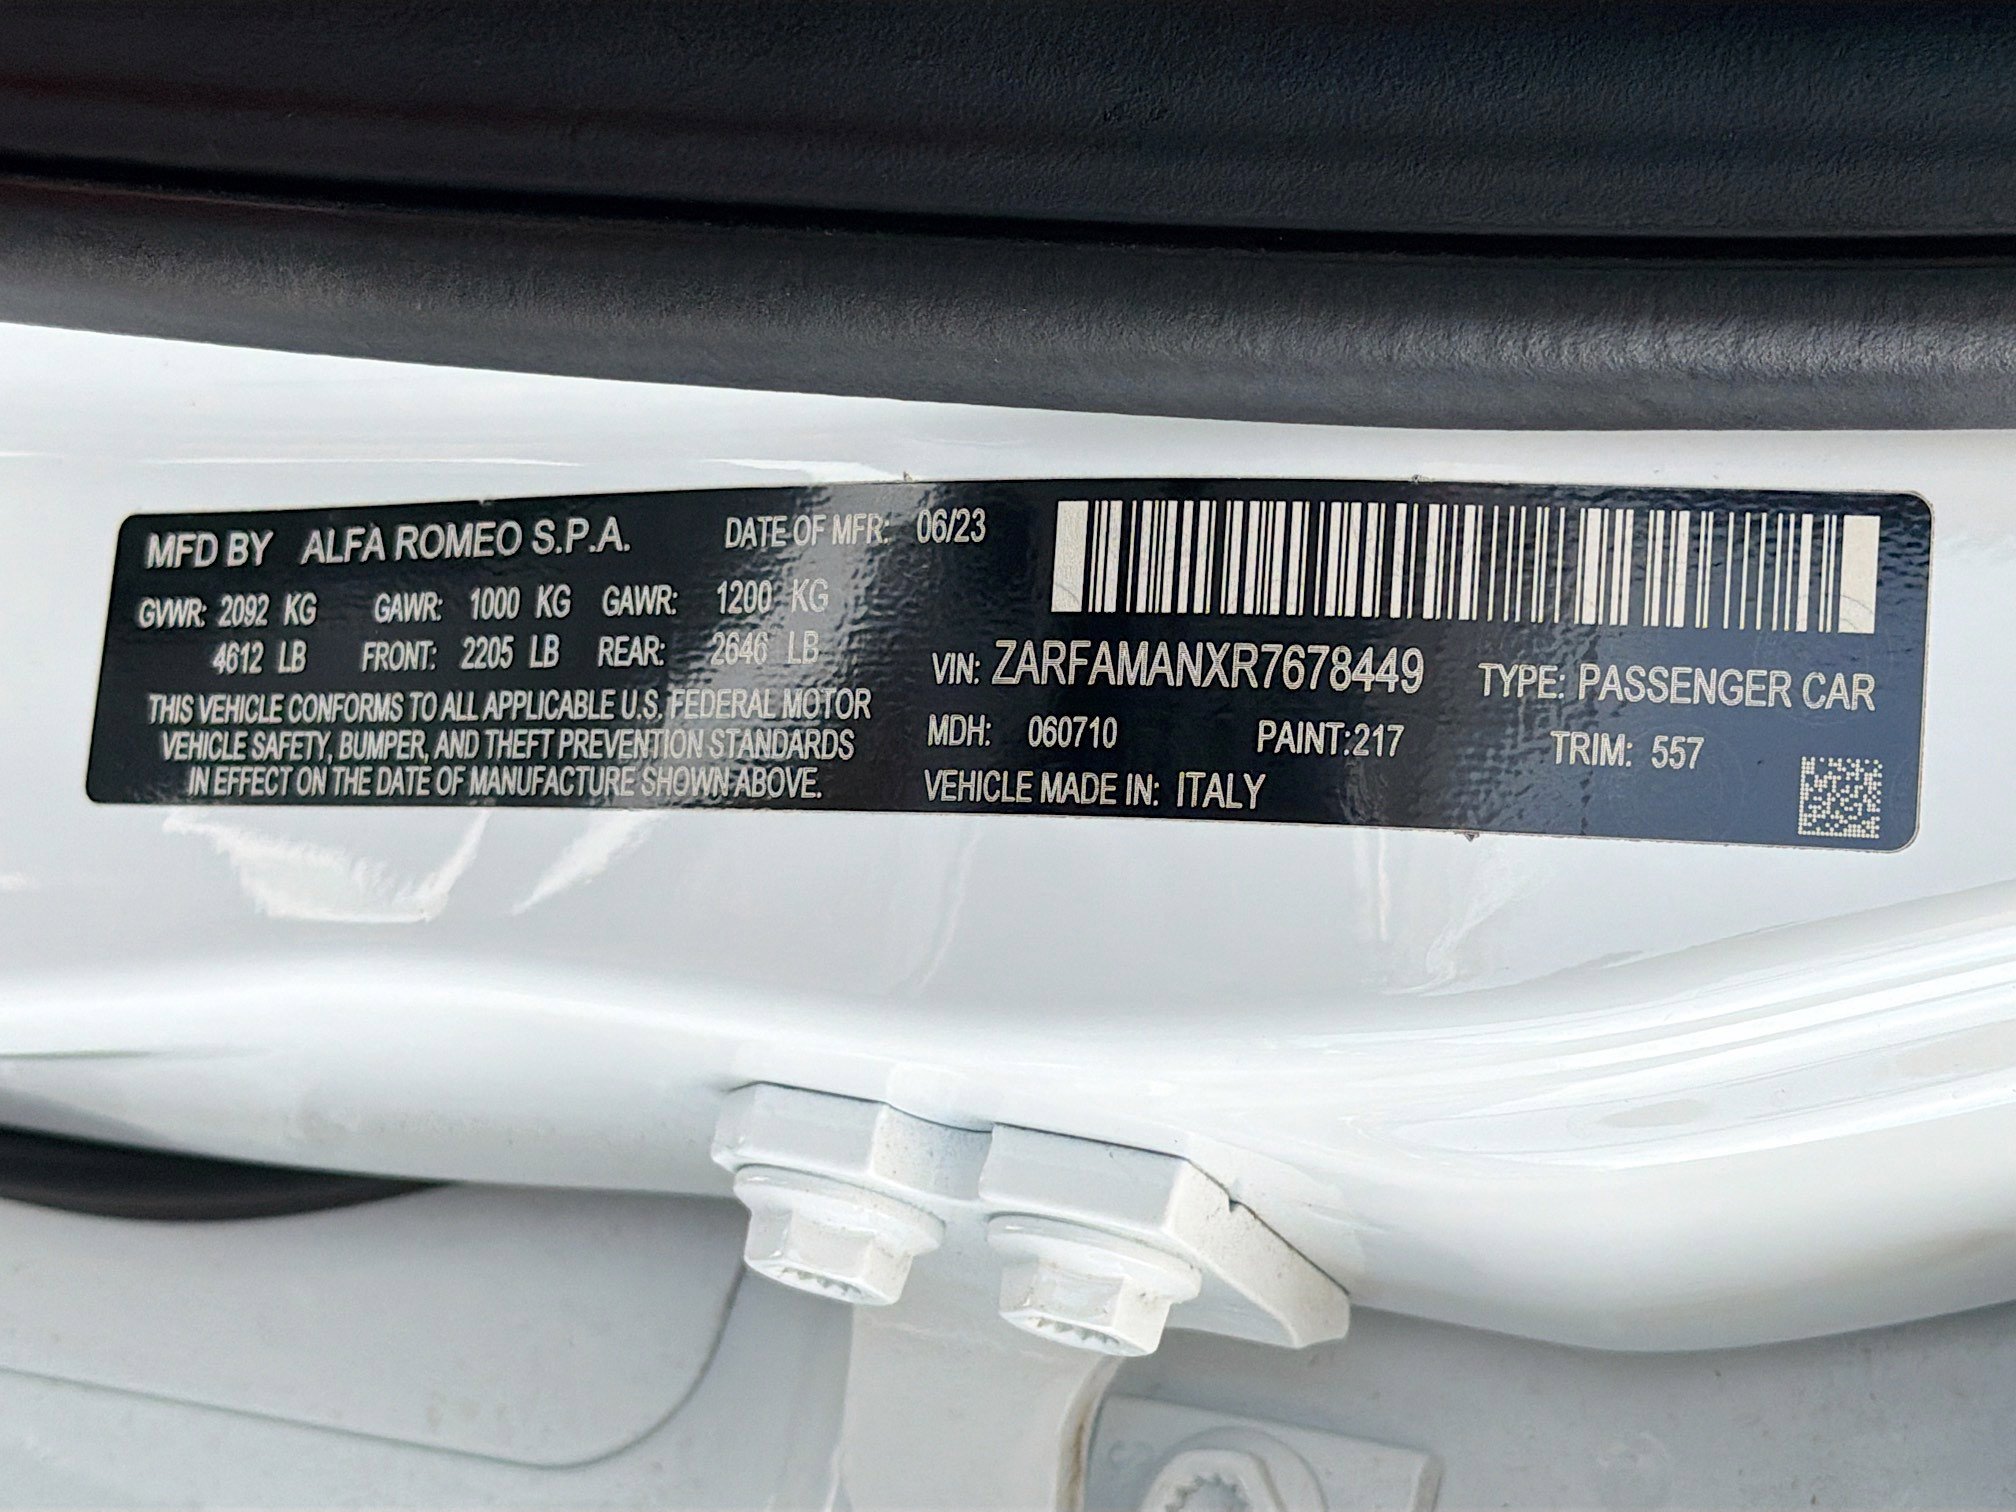 MFD BY ALFA ROMEO S.P.A. DATE OF MFR: 06/23
GVWR: 2092 KG GAWR: 1000 KG GAWR: 1200 KG
4612 LB FRONT: 2205 LB REAR: 2646 LB
THIS VEHICLE CONFORMS TO ALL APPLICABLE U.S. FEDERAL MOTOR
VEHICLE SAFETY, BUMPER, AND THEFT PREVENTION STANDARDS
IN EFFECT ON THE DATE OF MANUFACTURE SHOWN ABOVE.
VIN: ZARFAMANXR7678449 TYPE: PASSENGER CAR
MDH: 060710 PAINT:217 TRIM: 557
VEHICLE MADE IN: ITALY